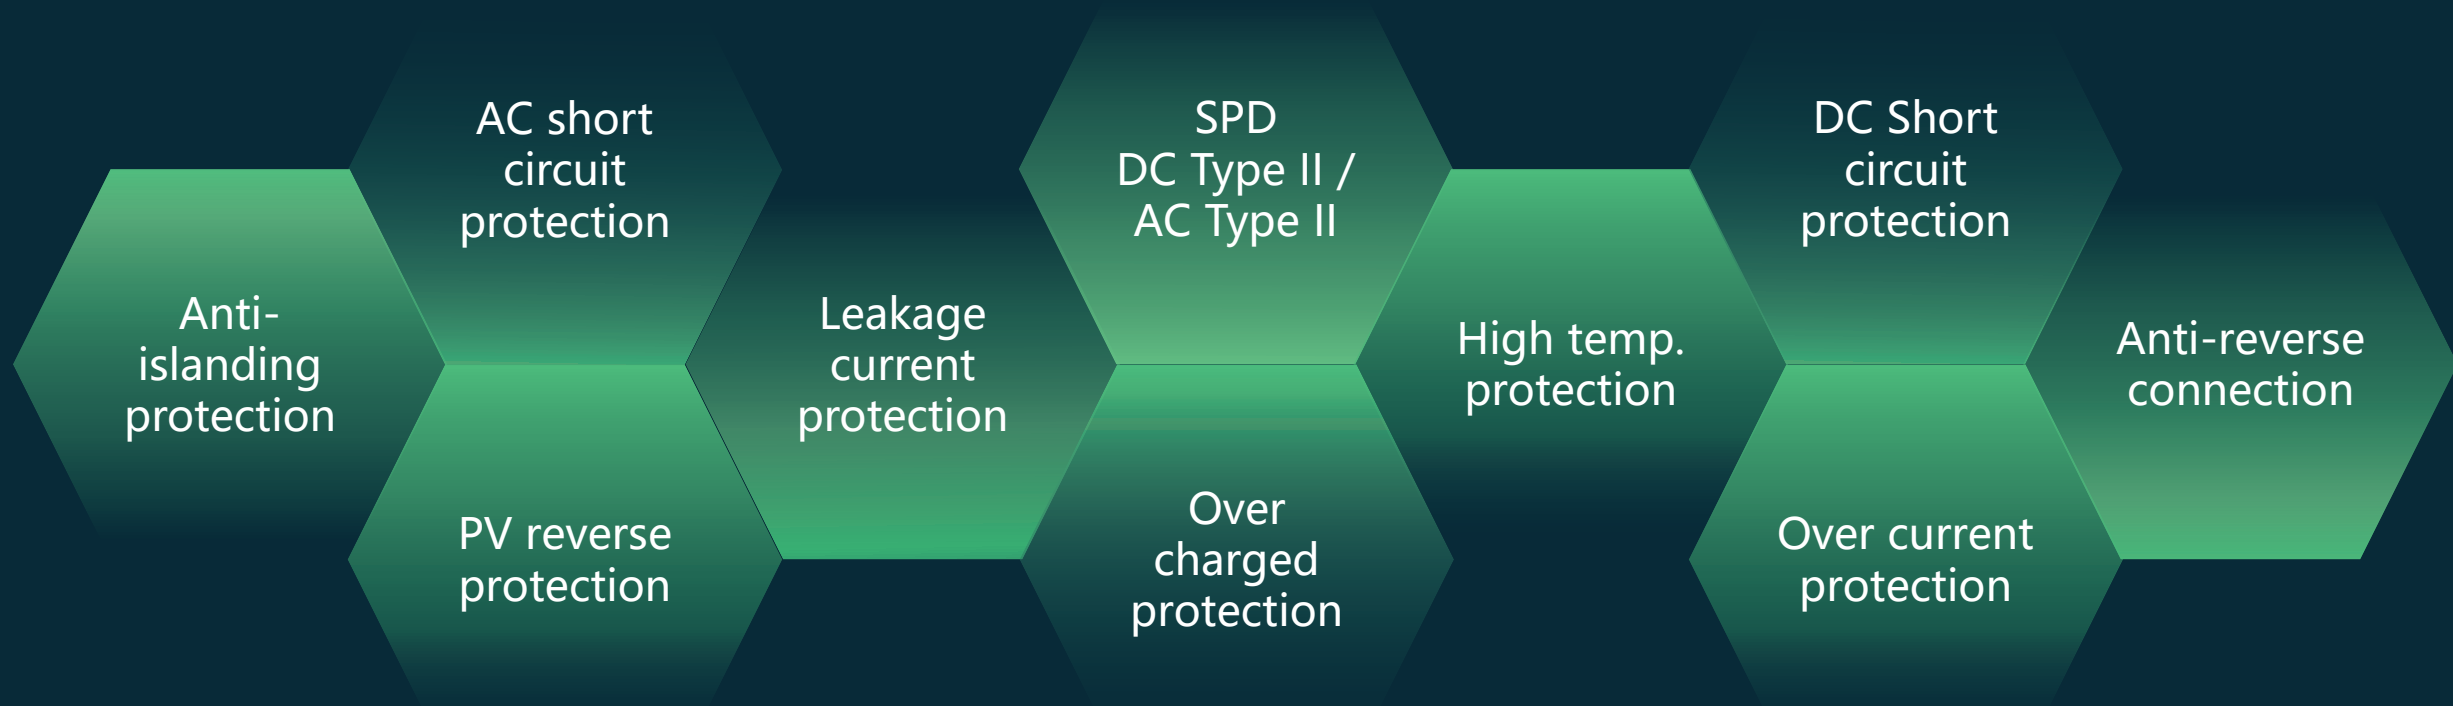 Anti-
islanding
protection
AC short
circuit
protection
PV reverse
protection
Leakage
current
protection
SPD
DC Type II /
AC Type II
Over
charged
protection
High temp.
protection
DC Short
circuit
protection
Over current
protection
Anti-reverse
connection